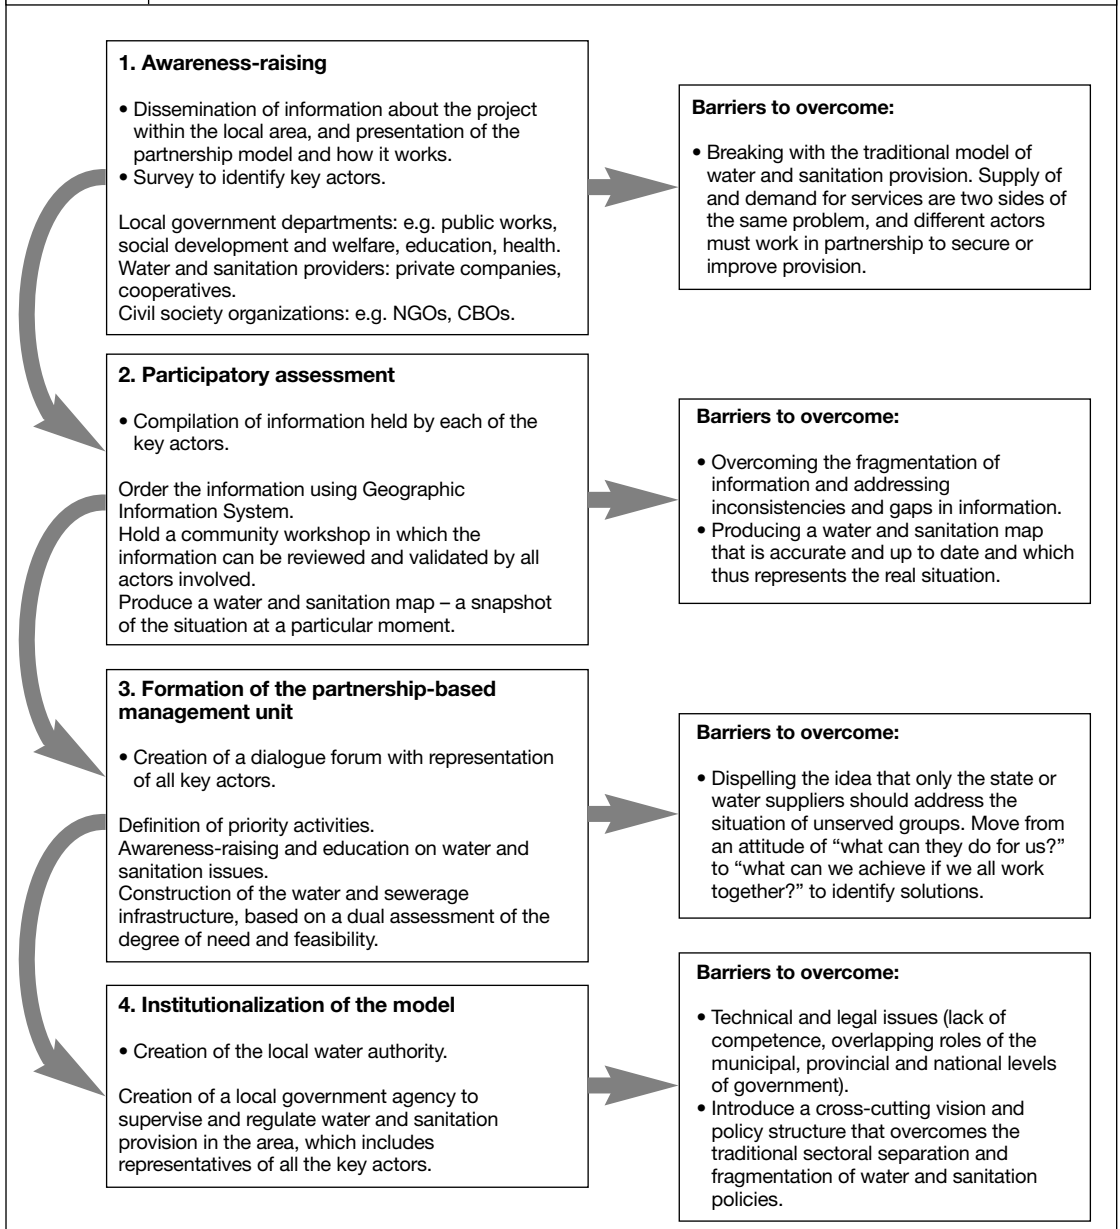 1. Awareness-raising
• Dissemination of information about the project
within the local area, and presentation of the
partnership model and how it works.
• Survey to identify key actors.
Local government departments: e.g. public works,
social development and welfare, education, health.
Water and sanitation providers: private companies,
cooperatives.
Civil society organizations: e.g. NGOs, CBOs.
Barriers to overcome:
• Breaking with the traditional model of
water and sanitation provision. Supply of
and demand for services are two sides of
the same problem, and different actors
must work in partnership to secure or
improve provision.
2. Participatory assessment
• Compilation of information held by each of the
key actors.
Order the information using Geographic
Information System.
Hold a community workshop in which the
information can be reviewed and validated by all
actors involved.
Produce a water and sanitation map – a snapshot
of the situation at a particular moment.
Barriers to overcome:
• Overcoming the fragmentation of
information and addressing
inconsistencies and gaps in information.
• Producing a water and sanitation map
that is accurate and up to date and which
thus represents the real situation.
3. Formation of the partnership-based
management unit
• Creation of a dialogue forum with representation
of all key actors.
Definition of priority activities.
Awareness-raising and education on water and
sanitation issues.
Construction of the water and sewerage
infrastructure, based on a dual assessment of the
degree of need and feasibility.
Barriers to overcome:
• Dispelling the idea that only the state or
water suppliers should address the
situation of unserved groups. Move from
an attitude of “what can they do for us?”
to “what can we achieve if we all work
together?” to identify solutions.
4. Institutionalization of the model
• Creation of the local water authority.
Creation of a local government agency to
supervise and regulate water and sanitation
provision in the area, which includes
representatives of all the key actors.
Barriers to overcome:
• Technical and legal issues (lack of
competence, overlapping roles of the
municipal, provincial and national levels
of government).
• Introduce a cross-cutting vision and
policy structure that overcomes the
traditional sectoral separation and
fragmentation of water and sanitation
policies.